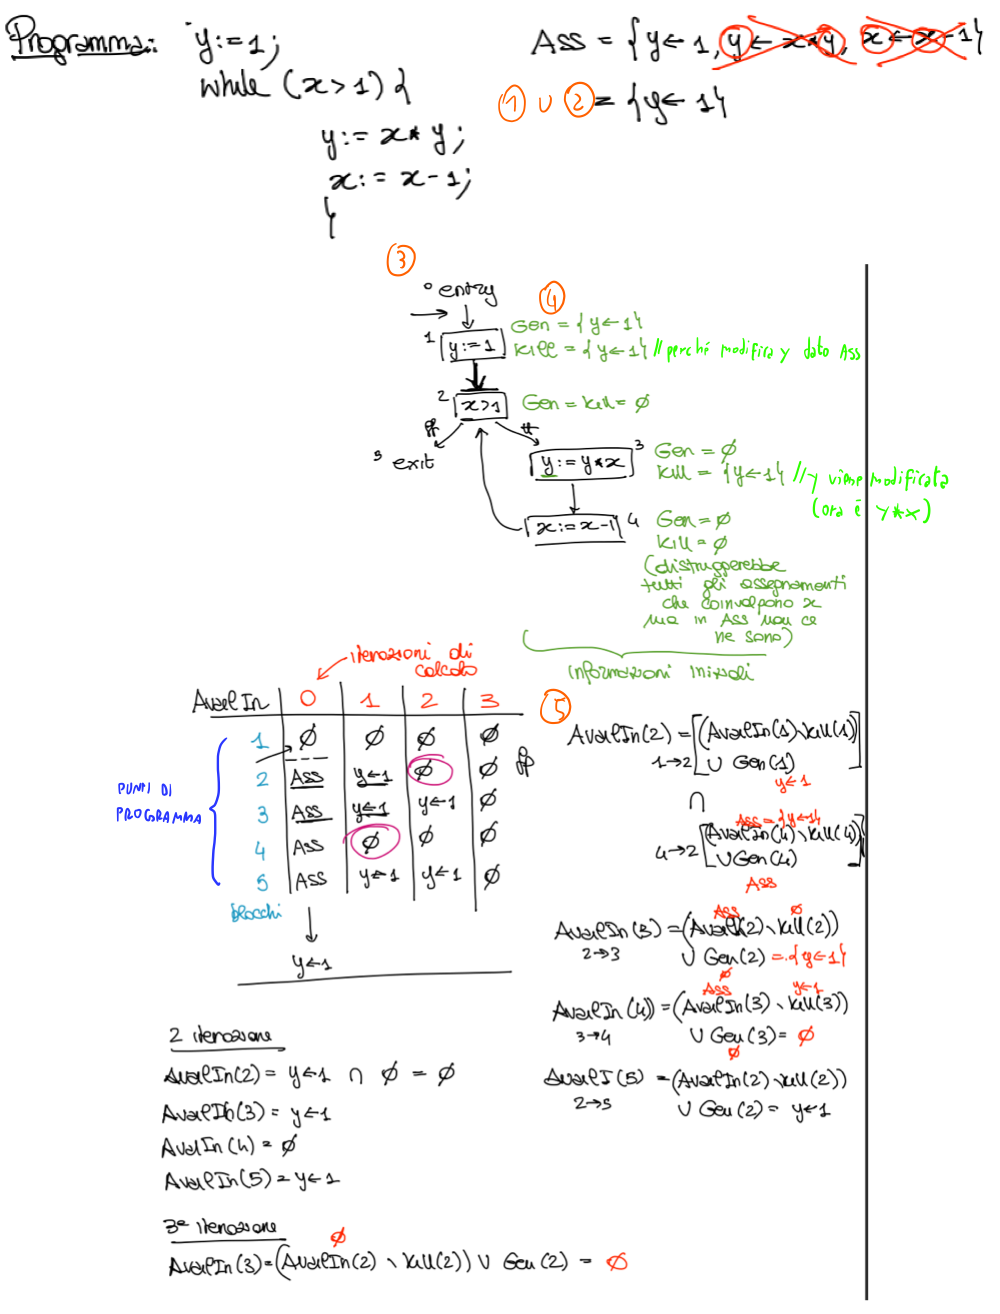 Programma: y:=1;
while (x>1) {
y:= x* y;
x:= x-1;
}
Ass = {y←1, y← x*y, x← x-1}
① ∪ ② = {y← 1}
③
° entry
④
1 y:=1
Gen = {y←1}
Kill = {y←1} // perché modifica y dato Ass
2 x>1
Gen = Kill = ∅
ff tt
5 exit
y:= y*x 3
Gen = ∅
Kill = {y←1} // y viene modificata
(ora è y*x)
x:= x-1 4
Gen = ∅
Kill = ∅
(distruggerebbe
tutti gli assegnamenti
che coinvolgono x
ma in Ass non ce
ne sono)
informazioni iniziali
iterazioni di
calcolo
AvailIn 0 1 2 3
1 ∅ ∅ ∅ ∅
2 Ass y←1 ∅ ∅ fp
3 Ass y←1 y←1 ∅
4 Ass ∅ ∅ ∅
5 Ass y←1 y←1 ∅
PUNTI DI
PROGRAMMA
blocchi
y←1
⑤
AvailIn(2) = [(AvailIn(1)\Kill(1))
1→2 ∪ Gen(1)]
y←1
∩
Ass = {y←1}
4→2 [(AvailIn(4)\Kill(4))
∪ Gen(4)]
Ass
Ass ∅
AvailIn(3) = (AvailIn(2)\Kill(2))
2→3 ∪ Gen(2) = {y←1}
∅
Ass y←1
AvailIn(4)) = (AvailIn(3)\Kill(3))
3→4 ∪ Gen(3) = ∅
∅
AvailI(5) = (AvailIn(2)\Kill(2))
2→5 ∪ Gen(2) = y←1
2 iterazione
AvailIn(2) = y←1 ∩ ∅ = ∅
AvailIn(3) = y←1
AvailIn(4) = ∅
AvailIn(5) = y←1
3ª iterazione
∅
AvailIn(3) = (AvailIn(2)\Kill(2)) ∪ Gen(2) = ∅